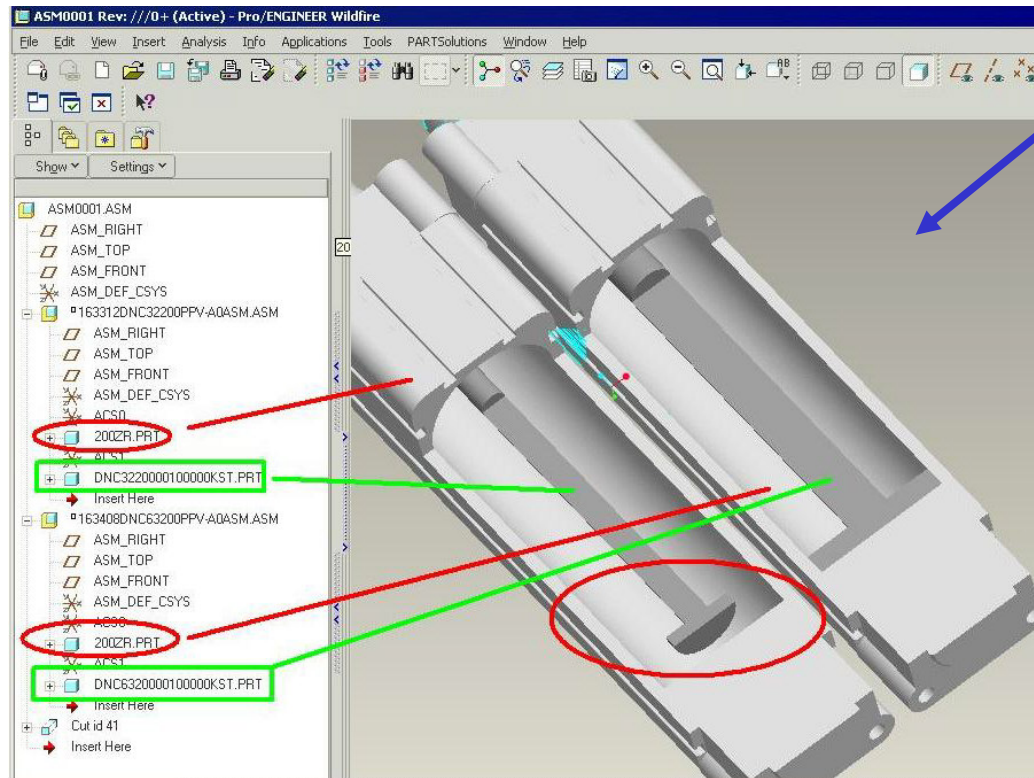 ASM0001 Rev: ///0+ (Active) - Pro/ENGINEER Wildfire
File Edit View Insert Analysis Info Applications Tools PARTSolutions Window Help
AB
Show Settings
ASM0001.ASM
ASM_RIGHT
ASM_TOP
20
ASM_FRONT
ASM_DEF_CSYS
163312DNC32200PPV-A0ASM.ASM
ASM_RIGHT
ASM_TOP
ASM_FRONT
ASM_DEF_CSYS
ACS0
200ZR.PRT
ACS1
DNC3220000100000KST.PRT
Insert Here
163408DNC63200PPV-A0ASM.ASM
ASM_RIGHT
ASM_TOP
ASM_FRONT
ASM_DEF_CSYS
ACS0
200ZR.PRT
ACS1
DNC6320000100000KST.PRT
Insert Here
Cut id 41
Insert Here